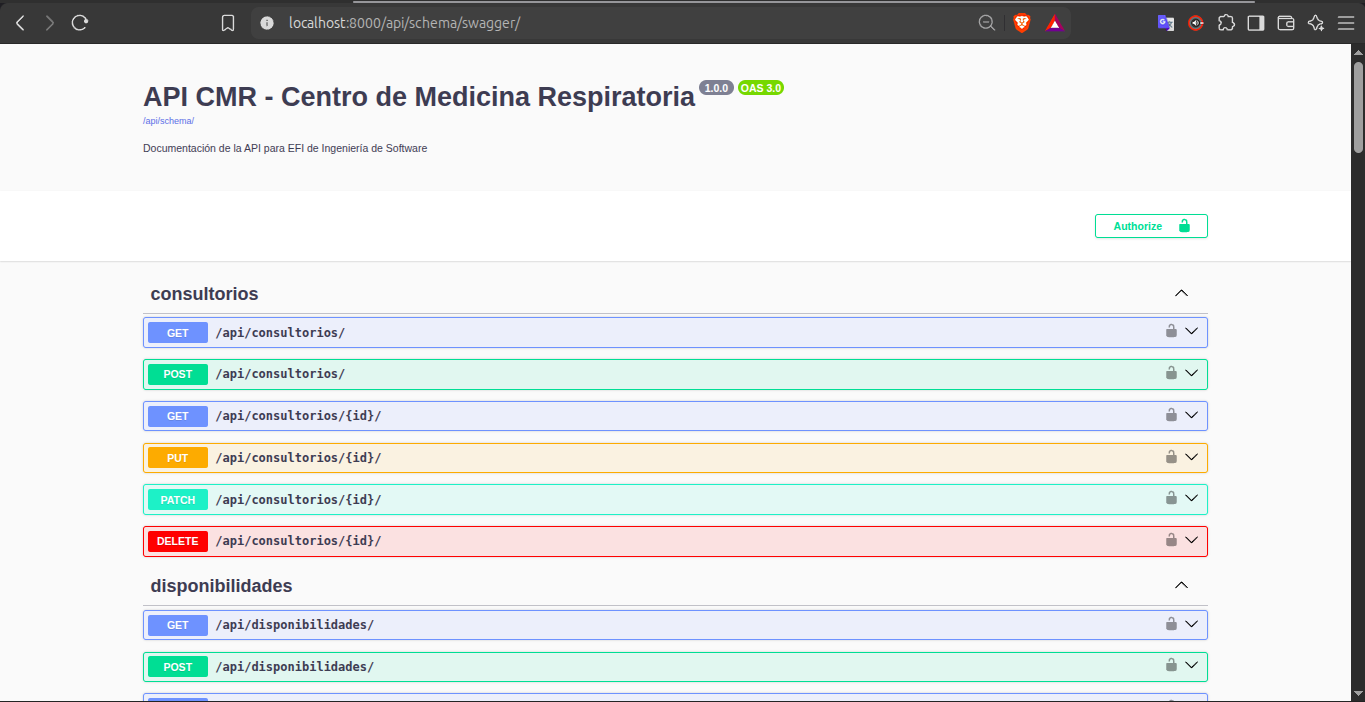 localhost:8000/api/schema/swagger/
API CMR - Centro de Medicina Respiratoria 1.0.0 OAS 3.0
/api/schema/
Documentación de la API para EFI de Ingeniería de Software
Authorize
consultorios
GET /api/consultorios/
POST /api/consultorios/
GET /api/consultorios/{id}/
PUT /api/consultorios/{id}/
PATCH /api/consultorios/{id}/
DELETE /api/consultorios/{id}/
disponibilidades
GET /api/disponibilidades/
POST /api/disponibilidades/